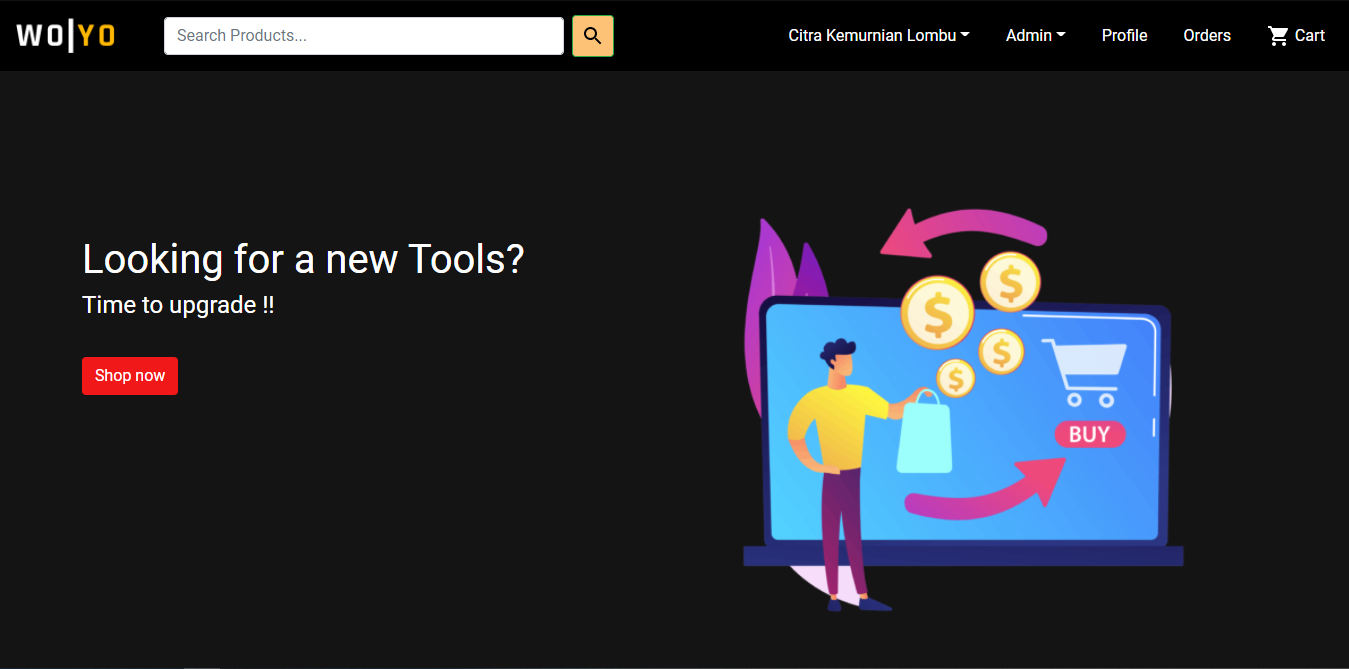 WO|YO
Search Products...
Citra Kemurnian Lombu
Admin
Profile
Orders
Cart
Looking for a new Tools?
Time to upgrade !!
Shop now
$
$
$
$
BUY